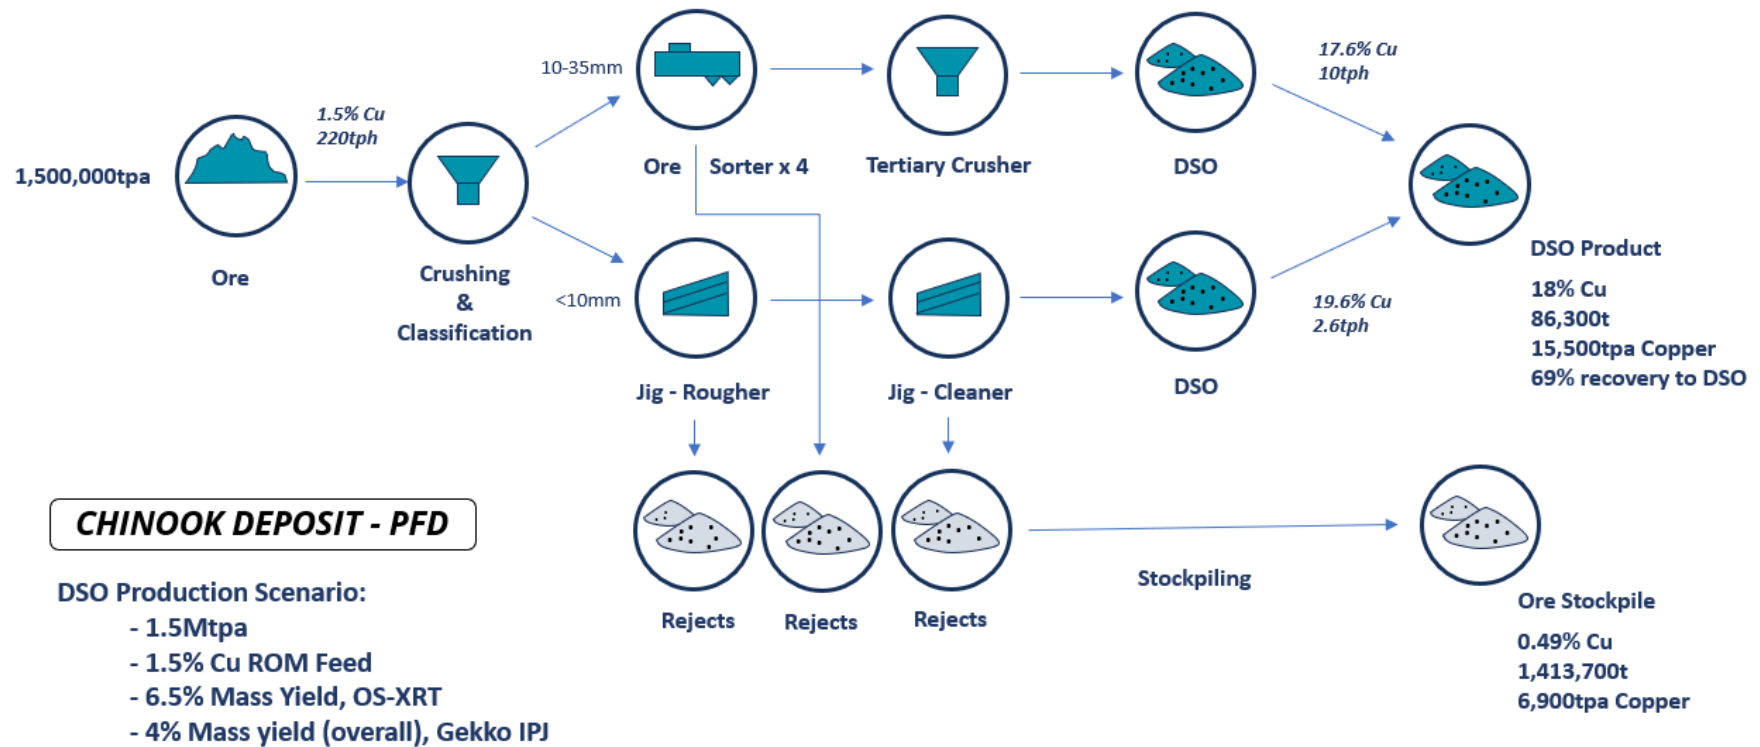 1,500,000tpa
Ore
1.5% Cu
220tph
Crushing
&
Classification
10-35mm
Ore Sorter x 4
Tertiary Crusher
DSO
17.6% Cu
10tph
<10mm
Jig - Rougher
Jig - Cleaner
DSO
19.6% Cu
2.6tph
DSO Product
18% Cu
86,300t
15,500tpa Copper
69% recovery to DSO
Rejects
Rejects
Rejects
Stockpiling
Ore Stockpile
0.49% Cu
1,413,700t
6,900tpa Copper
CHINOOK DEPOSIT - PFD
DSO Production Scenario:
- 1.5Mtpa
- 1.5% Cu ROM Feed
- 6.5% Mass Yield, OS-XRT
- 4% Mass yield (overall), Gekko IPJ